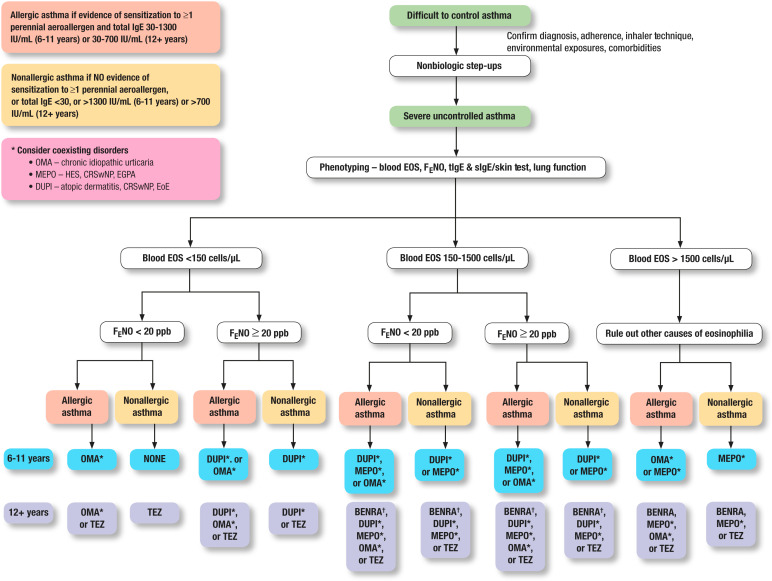 Allergic asthma if evidence of sensitization to ≥1
perennial aeroallergen and total IgE 30-1300
IU/mL (6-11 years) or 30-700 IU/mL (12+ years)
Nonallergic asthma if NO evidence of
sensitization to ≥1 perennial aeroallergen,
or total IgE <30, or >1300 IU/mL (6-11 years) or >700
IU/mL (12+ years)
* Consider coexisting disorders
• OMA – chronic idiopathic urticaria
• MEPO – HES, CRSwNP, EGPA
• DUPI – atopic dermatitis, CRSwNP, EoE
Difficult to control asthma
Confirm diagnosis, adherence, inhaler technique,
environmental exposures, comorbidities
Nonbiologic step-ups
Severe uncontrolled asthma
Phenotyping – blood EOS, FENO, tIgE & sIgE/skin test, lung function
Blood EOS <150 cells/µL
Blood EOS 150-1500 cells/µL
Blood EOS > 1500 cells/µL
FENO < 20 ppb
FENO ≥ 20 ppb
FENO < 20 ppb
FENO ≥ 20 ppb
Rule out other causes of eosinophilia
Allergic
asthma
Nonallergic
asthma
Allergic
asthma
Nonallergic
asthma
Allergic
asthma
Nonallergic
asthma
Allergic
asthma
Nonallergic
asthma
Allergic
asthma
Nonallergic
asthma
6-11 years
OMA*
NONE
DUPI*. or
OMA*
DUPI*
DUPI*,
MEPO*,
or OMA*
DUPI*
or MEPO*
DUPI*,
MEPO*,
or OMA*
DUPI*
or MEPO*
OMA*
or MEPO*
MEPO*
12+ years
OMA*
or TEZ
TEZ
DUPI*,
OMA*,
or TEZ
DUPI*
or TEZ
BENRA†,
DUPI*,
MEPO*,
OMA*,
or TEZ
BENRA†,
DUPI*,
MEPO*,
or TEZ
BENRA†,
DUPI*,
MEPO*,
OMA*,
or TEZ
BENRA†,
DUPI*,
MEPO*,
or TEZ
BENRA,
MEPO*,
OMA*,
or TEZ
BENRA,
MEPO*,
or TEZ